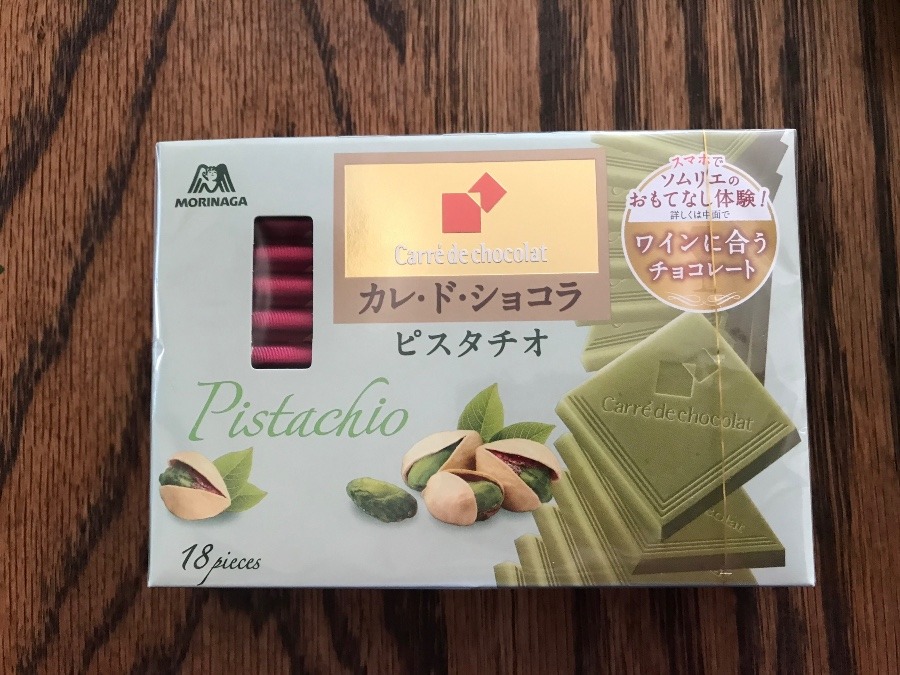 MORINAGA
Carré de chocolat
カレ・ド・ショコラ
ピスタチオ
Pistachio
18 pieces
スマホで
ソムリエの
おもてなし体験!
詳しくは中面で
ワインに合う
チョコレート
Carré de chocolat
colat